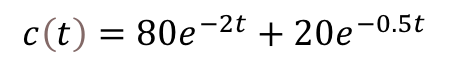 c(t) = 80e^{-2t} + 20e^{-0.5t}